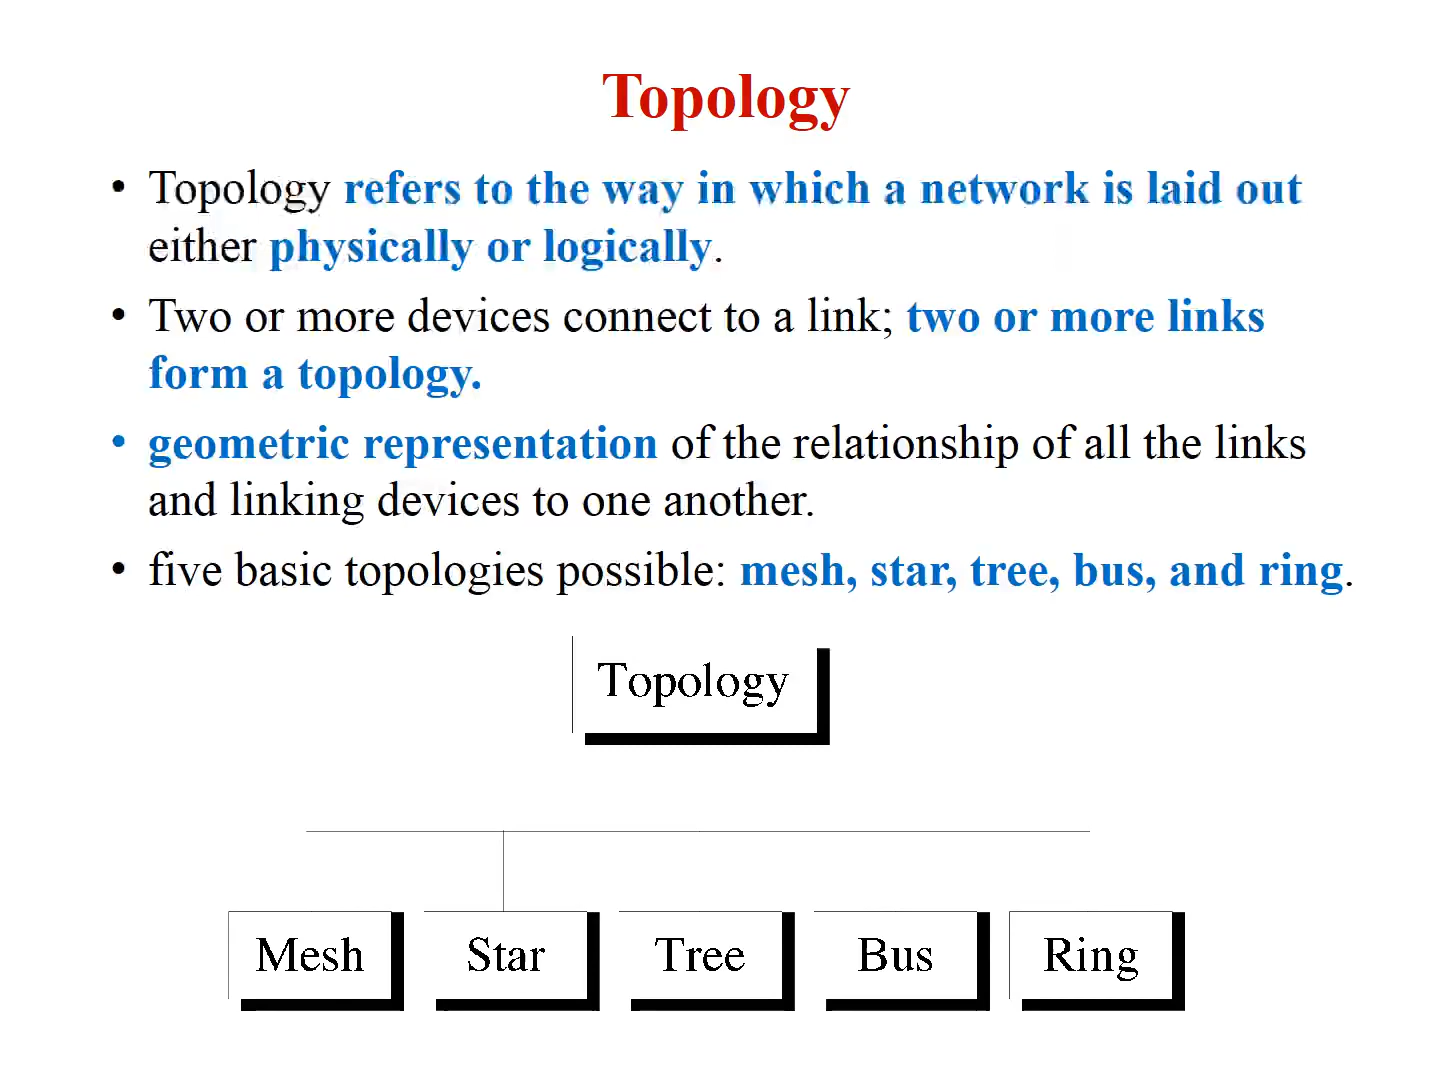 Topology
• Topology refers to the way in which a network is laid out
either physically or logically.
• Two or more devices connect to a link; two or more links
form a topology.
• geometric representation of the relationship of all the links
and linking devices to one another.
• five basic topologies possible: mesh, star, tree, bus, and ring.
Topology
Mesh Star Tree Bus Ring